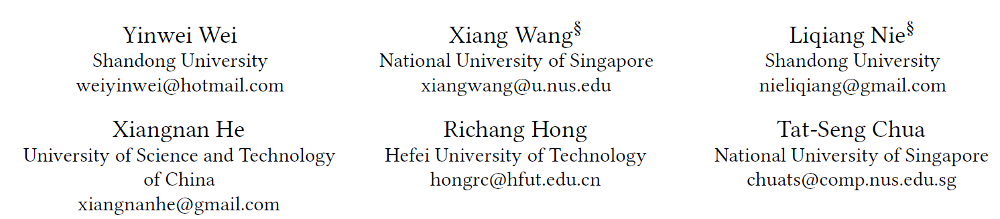 Yinwei Wei
Shandong University
weiyinwei@hotmail.com
Xiang Wang§
National University of Singapore
xiangwang@u.nus.edu
Liqiang Nie§
Shandong University
nieliqiang@gmail.com
Xiangnan He
University of Science and Technology
of China
xiangnanhe@gmail.com
Richang Hong
Hefei University of Technology
hongrc@hfut.edu.cn
Tat-Seng Chua
National University of Singapore
chuats@comp.nus.edu.sg